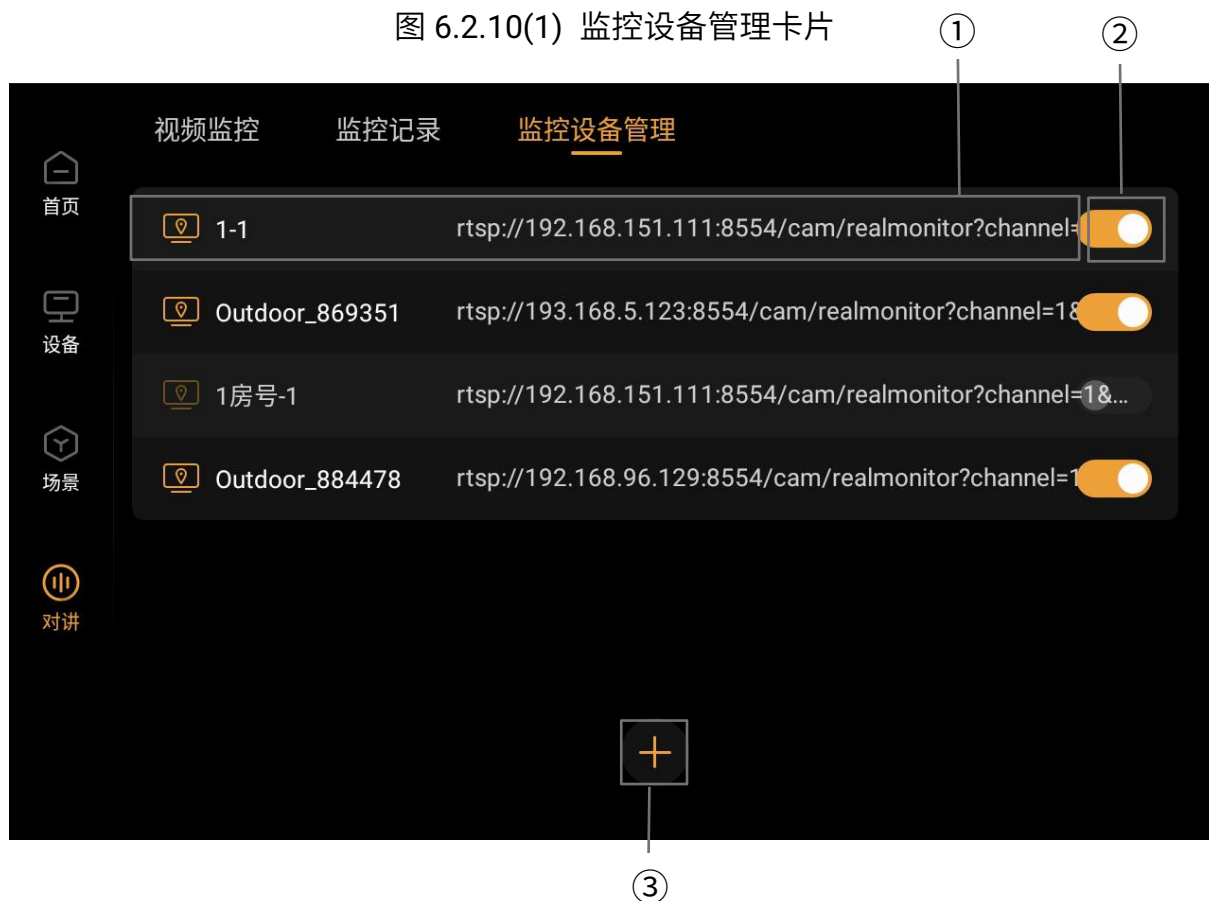 图 6.2.10(1) 监控设备管理卡片
①
②
视频监控
监控记录
监控设备管理
首页
1-1
rtsp://192.168.151.111:8554/cam/realmonitor?channel=
Outdoor_869351
rtsp://193.168.5.123:8554/cam/realmonitor?channel=1&
设备
1房号-1
rtsp://192.168.151.111:8554/cam/realmonitor?channel=1&...
场景
Outdoor_884478
rtsp://192.168.96.129:8554/cam/realmonitor?channel=1
对讲
③